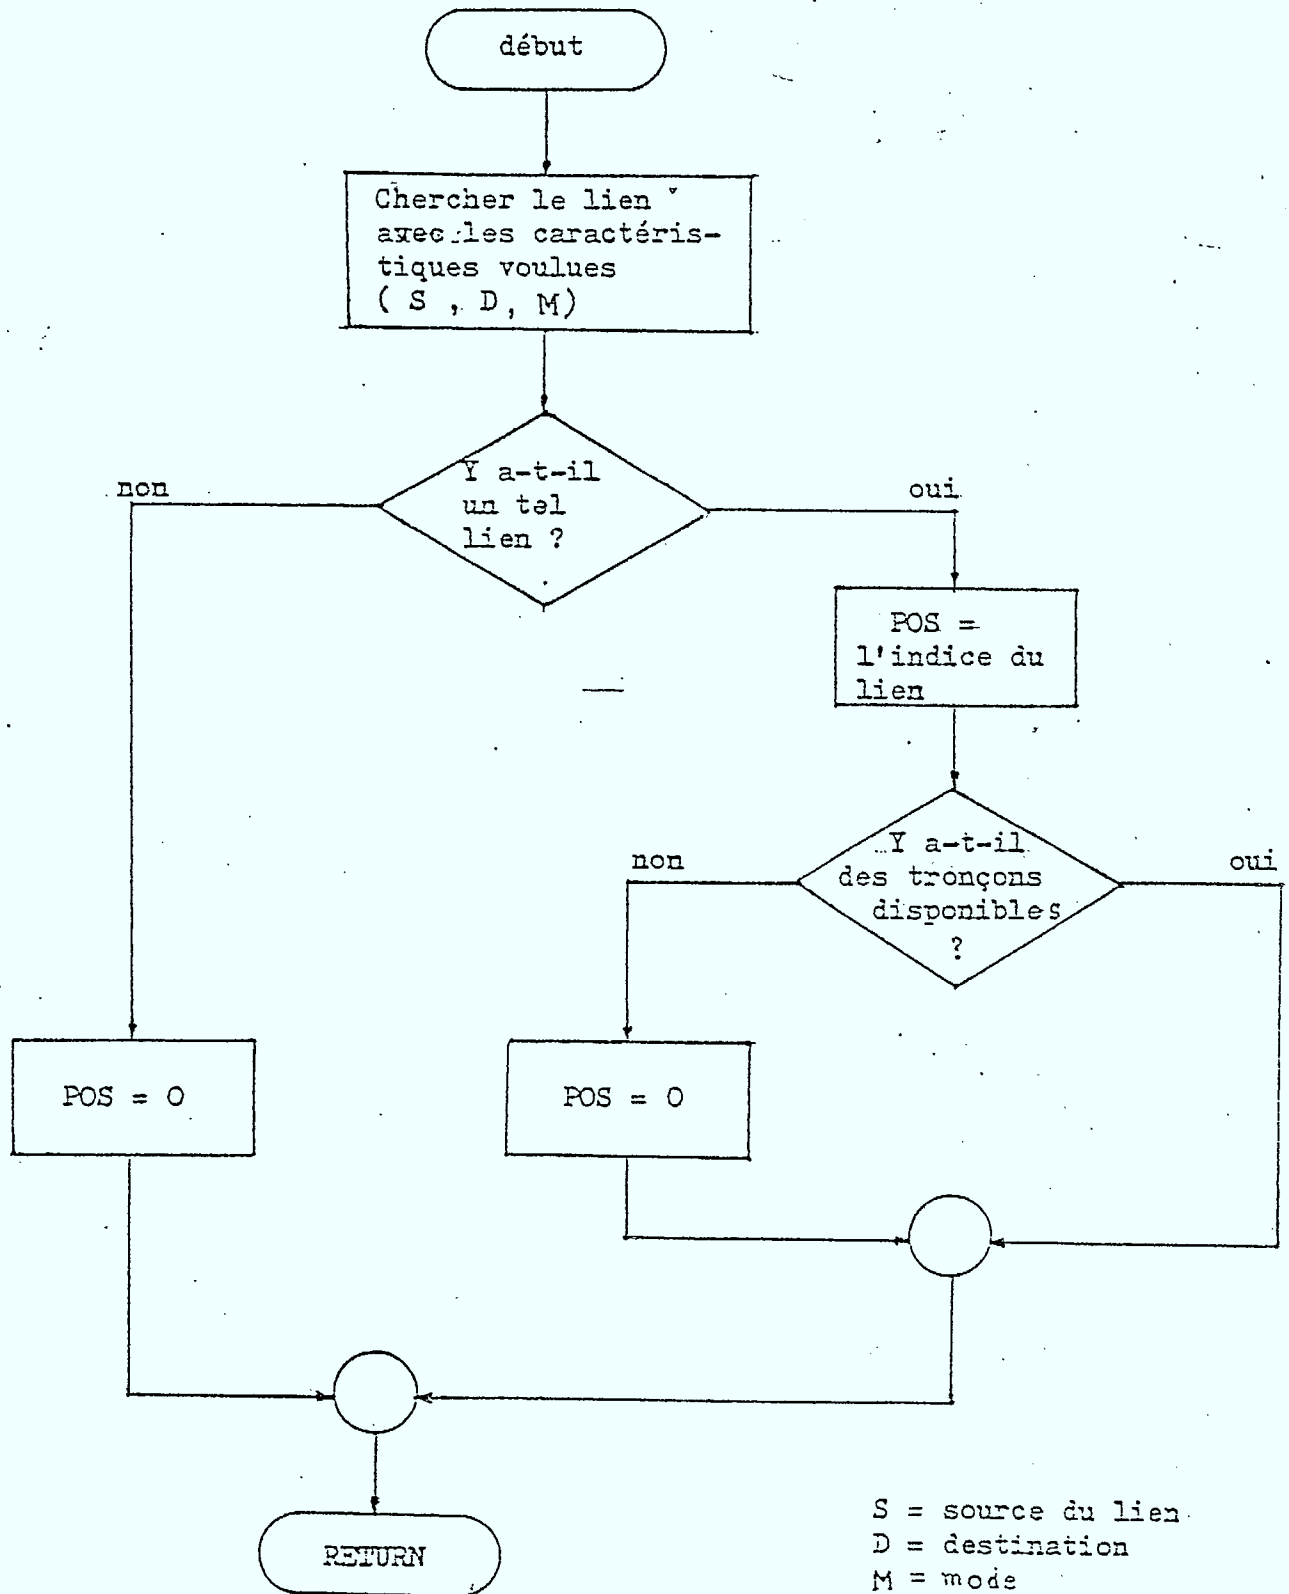 début
Chercher le lien
avec les caractéris-
tiques voulues
( S , D, M)
Y a-t-il
un tel
lien ?
non
oui
POS =
l'indice du
lien
Y a-t-il
des tronçons
disponibles
?
non
oui
POS = 0
POS = 0
RETURN
S = source du lien
D = destination
M = mode